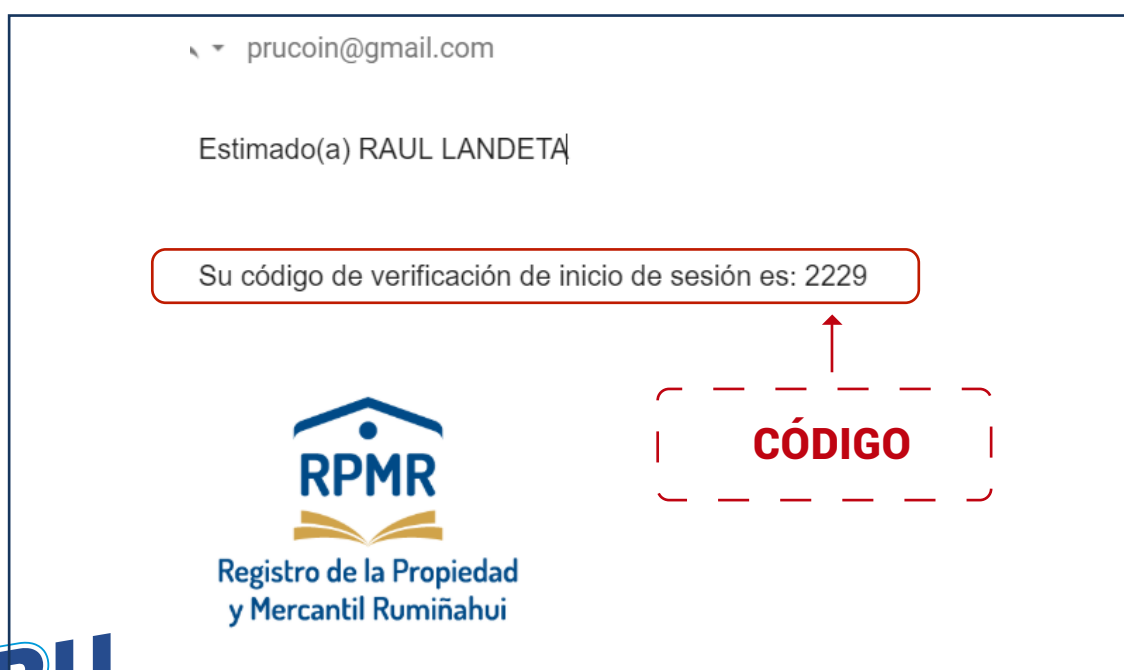 prucoin@gmail.com
Estimado(a) RAUL LANDETA
Su código de verificación de inicio de sesión es: 2229
CÓDIGO
RPMR
Registro de la Propiedad
y Mercantil Rumiñahui